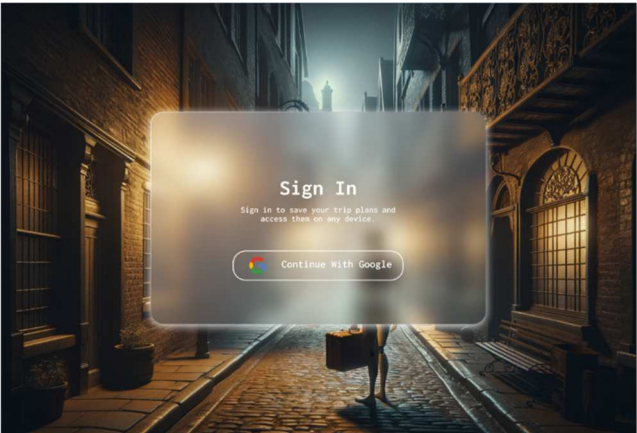 Sign In
Sign in to save your trip plans and
access them on any device.
Continue With Google